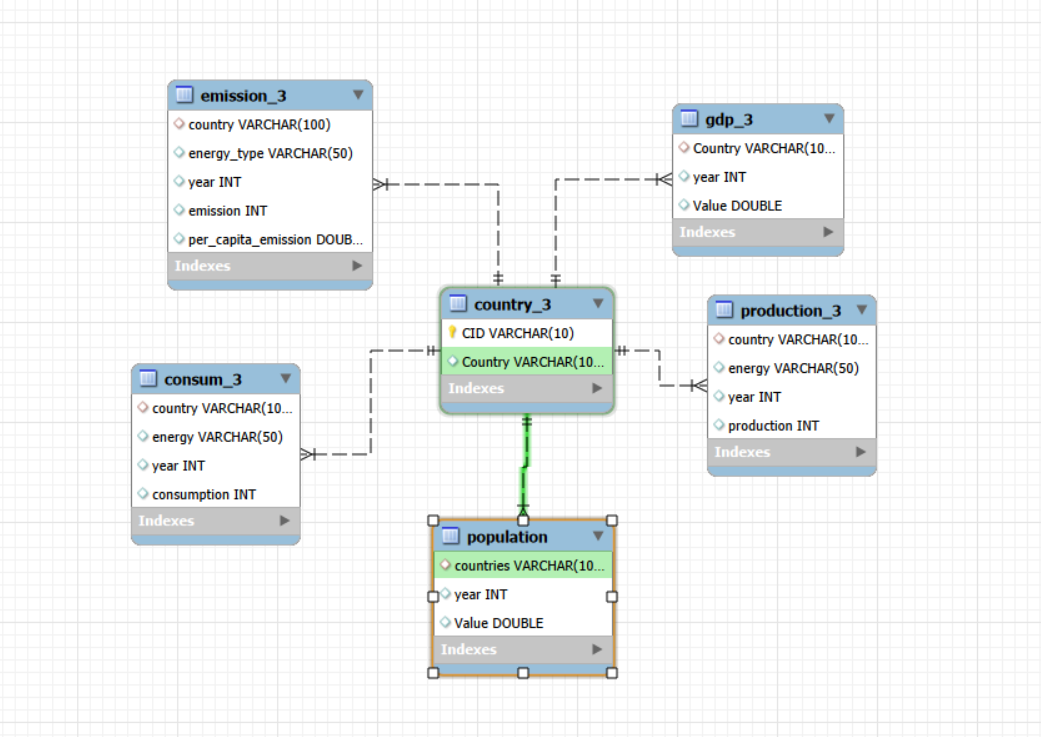 emission_3
country VARCHAR(100)
energy_type VARCHAR(50)
year INT
emission INT
per_capita_emission DOUB...
Indexes
gdp_3
Country VARCHAR(10...
year INT
Value DOUBLE
Indexes
country_3
CID VARCHAR(10)
Country VARCHAR(10...
Indexes
production_3
country VARCHAR(10...
energy VARCHAR(50)
year INT
production INT
Indexes
consum_3
country VARCHAR(10...
energy VARCHAR(50)
year INT
consumption INT
Indexes
population
countries VARCHAR(10...
year INT
Value DOUBLE
Indexes